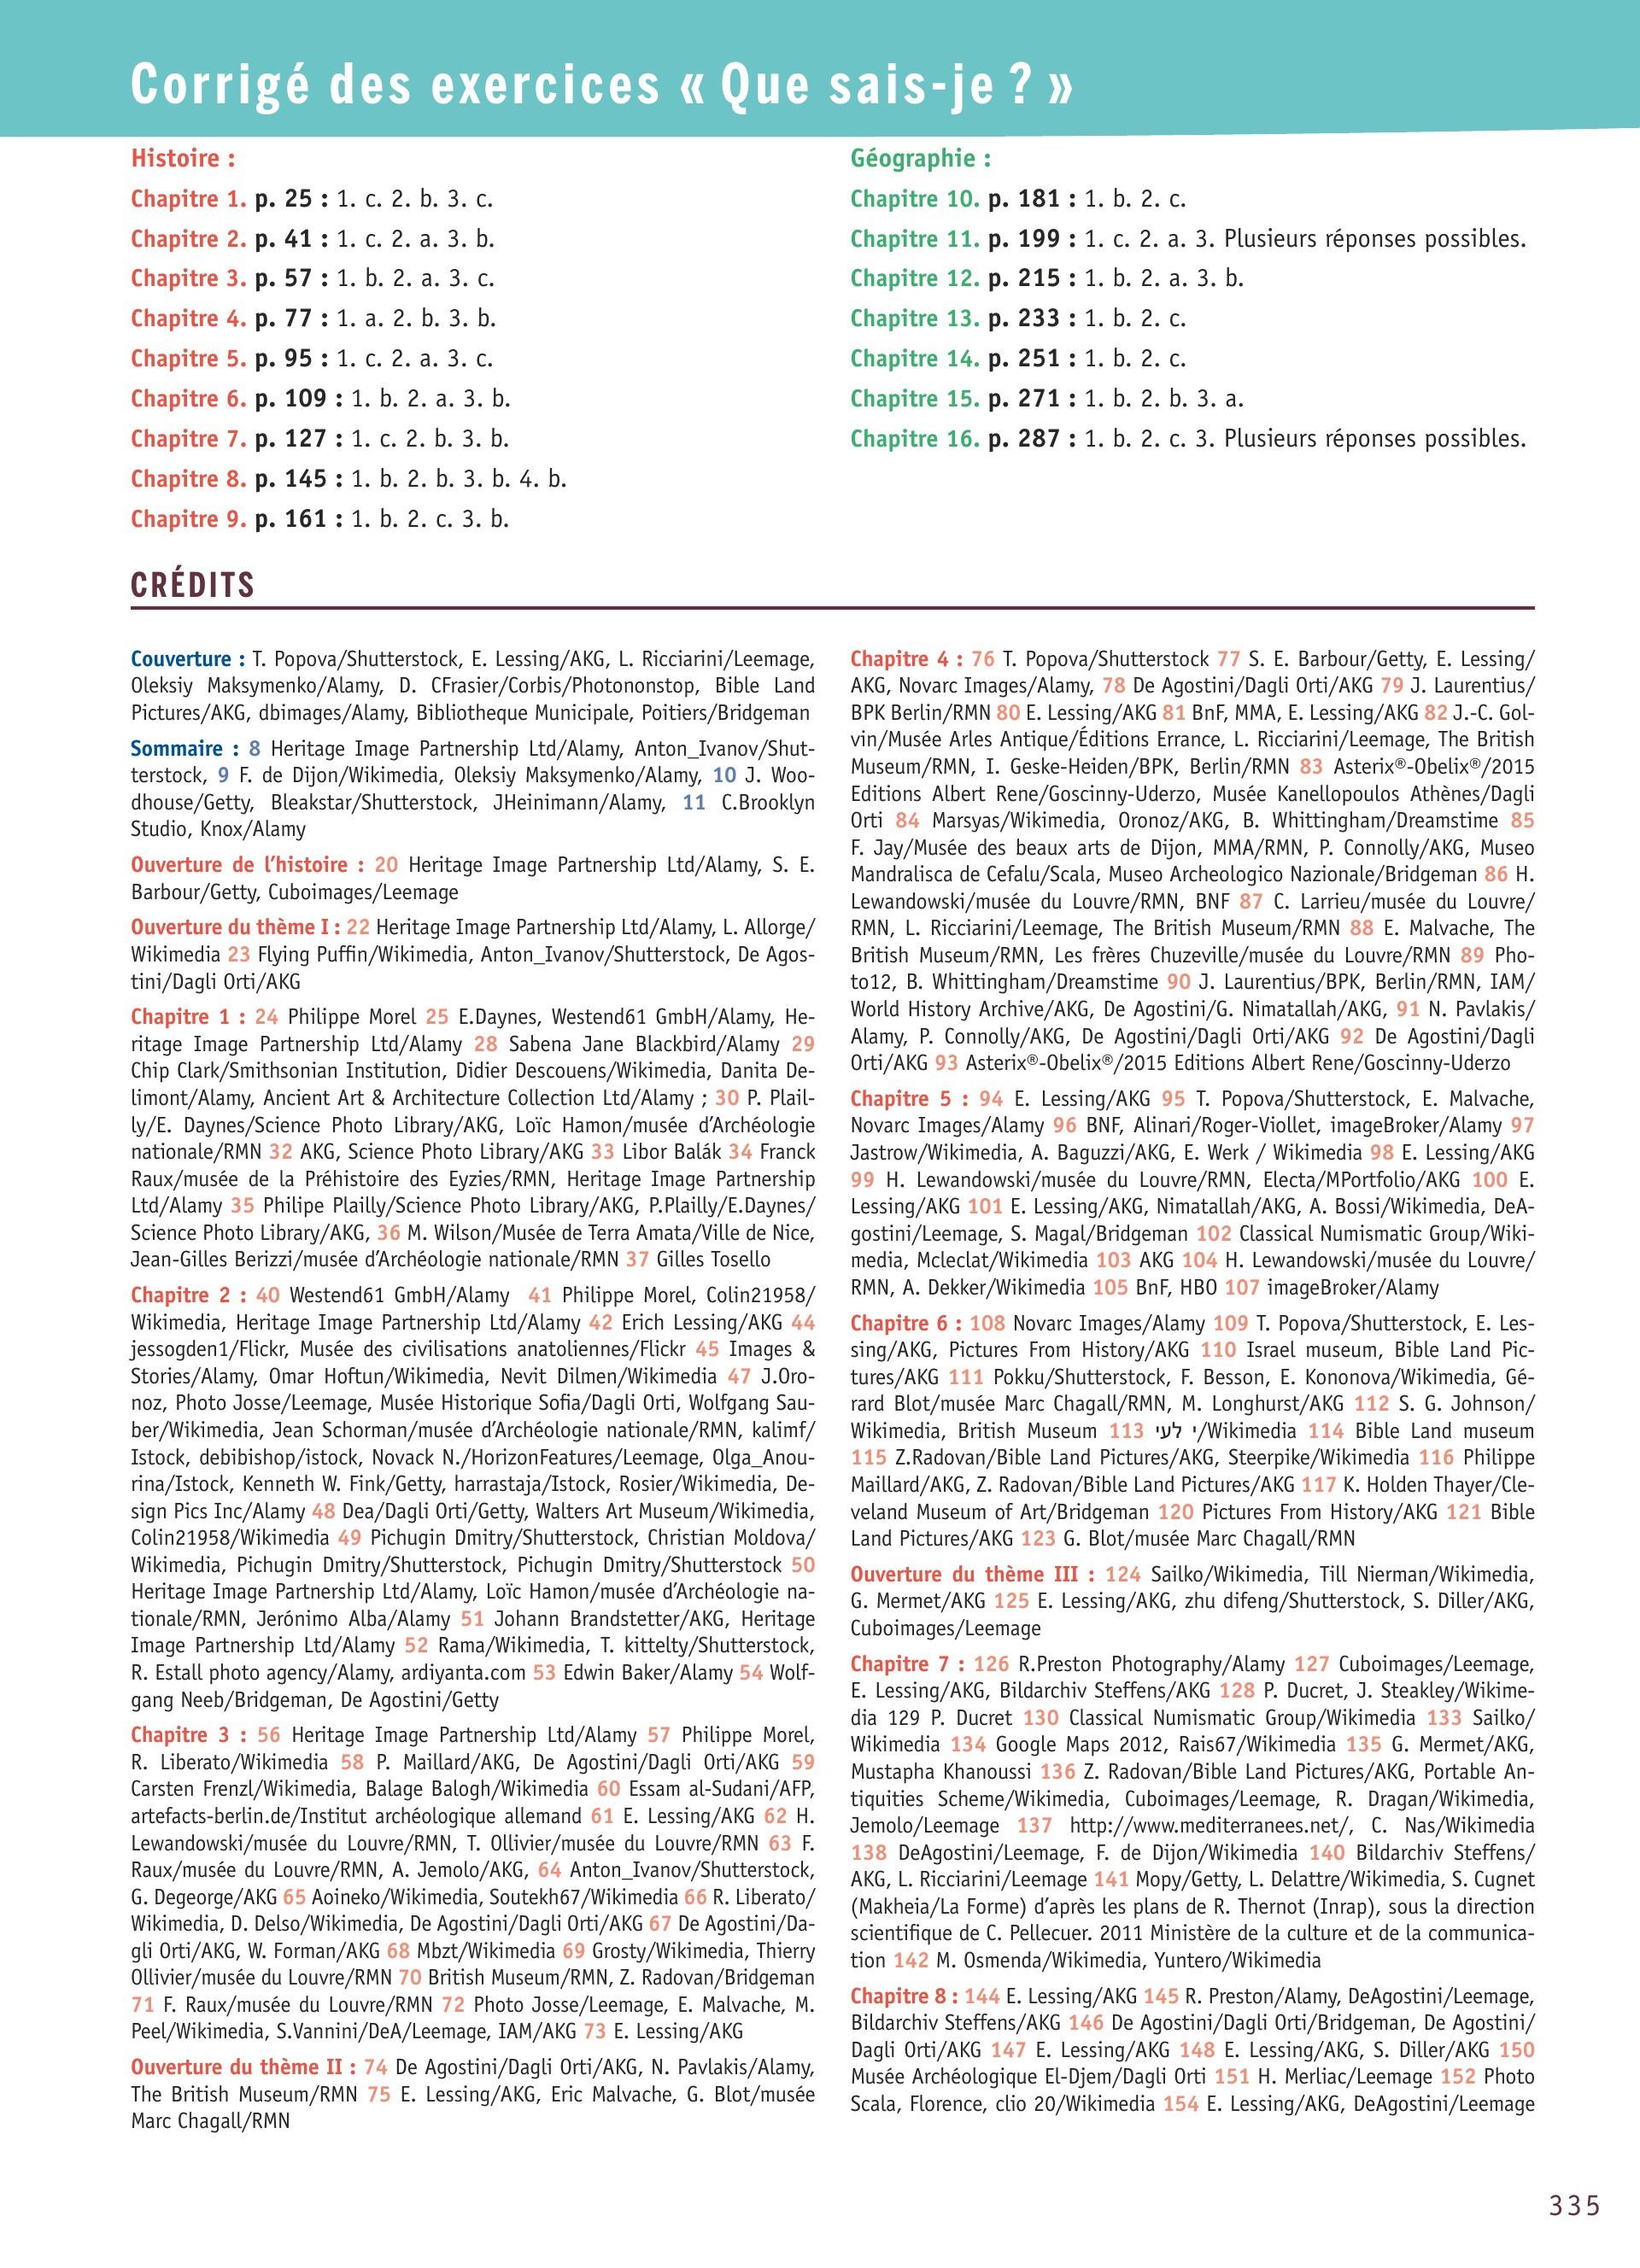 Corrigé des exercices « Que sais-je ? »
Histoire :
Chapitre 1. p. 25 : 1. c. 2. b. 3. c.
Chapitre 2. p. 41 : 1. c. 2. a. 3. b.
Chapitre 3. p. 57 : 1. b. 2. a. 3. c.
Chapitre 4. p. 77 : 1. a. 2. b. 3. b.
Chapitre 5. p. 95 : 1. c. 2. a. 3. c.
Chapitre 6. p. 109 : 1. b. 2. a. 3. b.
Chapitre 7. p. 127 : 1. c. 2. b. 3. b.
Chapitre 8. p. 145 : 1. b. 2. b. 3. b. 4. b.
Chapitre 9. p. 161 : 1. b. 2. c. 3. b.
Géographie :
Chapitre 10. p. 181 : 1. b. 2. c.
Chapitre 11. p. 199 : 1. c. 2. a. 3. Plusieurs réponses possibles.
Chapitre 12. p. 215 : 1. b. 2. a. 3. b.
Chapitre 13. p. 233 : 1. b. 2. c.
Chapitre 14. p. 251 : 1. b. 2. c.
Chapitre 15. p. 271 : 1. b. 2. b. 3. a.
Chapitre 16. p. 287 : 1. b. 2. c. 3. Plusieurs réponses possibles.
CRÉDITS
Couverture : T. Popova/Shutterstock, E. Lessing/AKG, L. Ricciarini/Leemage,
Oleksiy Maksymenko/Alamy, D. CFrasier/Corbis/Photononstop, Bible Land
Pictures/AKG, dbimages/Alamy, Bibliotheque Municipale, Poitiers/Bridgeman
Sommaire : 8 Heritage Image Partnership Ltd/Alamy, Anton_Ivanov/Shut-
terstock, 9 F. de Dijon/Wikimedia, Oleksiy Maksymenko/Alamy, 10 J. Woo-
dhouse/Getty, Bleakstar/Shutterstock, JHeinimann/Alamy, 11 C.Brooklyn
Studio, Knox/Alamy
Ouverture de l’histoire : 20 Heritage Image Partnership Ltd/Alamy, S. E.
Barbour/Getty, Cuboimages/Leemage
Ouverture du thème I : 22 Heritage Image Partnership Ltd/Alamy, L. Allorge/
Wikimedia 23 Flying Puffin/Wikimedia, Anton_Ivanov/Shutterstock, De Agos-
tini/Dagli Orti/AKG
Chapitre 1 : 24 Philippe Morel 25 E.Daynes, Westend61 GmbH/Alamy, He-
ritage Image Partnership Ltd/Alamy 28 Sabena Jane Blackbird/Alamy 29
Chip Clark/Smithsonian Institution, Didier Descouens/Wikimedia, Danita De-
limont/Alamy, Ancient Art & Architecture Collection Ltd/Alamy ; 30 P. Plail-
ly/E. Daynes/Science Photo Library/AKG, Loïc Hamon/musée d’Archéologie
nationale/RMN 32 AKG, Science Photo Library/AKG 33 Libor Balák 34 Franck
Raux/musée de la Préhistoire des Eyzies/RMN, Heritage Image Partnership
Ltd/Alamy 35 Philipe Plailly/Science Photo Library/AKG, P.Plailly/E.Daynes/
Science Photo Library/AKG, 36 M. Wilson/Musée de Terra Amata/Ville de Nice,
Jean-Gilles Berizzi/musée d’Archéologie nationale/RMN 37 Gilles Tosello
Chapitre 2 : 40 Westend61 GmbH/Alamy 41 Philippe Morel, Colin21958/
Wikimedia, Heritage Image Partnership Ltd/Alamy 42 Erich Lessing/AKG 44
jessogden1/Flickr, Musée des civilisations anatoliennes/Flickr 45 Images &
Stories/Alamy, Omar Hoftun/Wikimedia, Nevit Dilmen/Wikimedia 47 J.Oro-
noz, Photo Josse/Leemage, Musée Historique Sofia/Dagli Orti, Wolfgang Sau-
ber/Wikimedia, Jean Schorman/musée d’Archéologie nationale/RMN, kalimf/
Istock, debibishop/istock, Novack N./HorizonFeatures/Leemage, Olga_Anou-
rina/Istock, Kenneth W. Fink/Getty, harrastaja/Istock, Rosier/Wikimedia, De-
sign Pics Inc/Alamy 48 Dea/Dagli Orti/Getty, Walters Art Museum/Wikimedia,
Colin21958/Wikimedia 49 Pichugin Dmitry/Shutterstock, Christian Moldova/
Wikimedia, Pichugin Dmitry/Shutterstock, Pichugin Dmitry/Shutterstock 50
Heritage Image Partnership Ltd/Alamy, Loïc Hamon/musée d’Archéologie na-
tionale/RMN, Jerónimo Alba/Alamy 51 Johann Brandstetter/AKG, Heritage
Image Partnership Ltd/Alamy 52 Rama/Wikimedia, T. kittelty/Shutterstock,
R. Estall photo agency/Alamy, ardiyanta.com 53 Edwin Baker/Alamy 54 Wolf-
gang Neeb/Bridgeman, De Agostini/Getty
Chapitre 3 : 56 Heritage Image Partnership Ltd/Alamy 57 Philippe Morel,
R. Liberato/Wikimedia 58 P. Maillard/AKG, De Agostini/Dagli Orti/AKG 59
Carsten Frenzl/Wikimedia, Balage Balogh/Wikimedia 60 Essam al-Sudani/AFP,
artefacts-berlin.de/Institut archéologique allemand 61 E. Lessing/AKG 62 H.
Lewandowski/musée du Louvre/RMN, T. Ollivier/musée du Louvre/RMN 63 F.
Raux/musée du Louvre/RMN, A. Jemolo/AKG, 64 Anton_Ivanov/Shutterstock,
G. Degeorge/AKG 65 Aoineko/Wikimedia, Soutekh67/Wikimedia 66 R. Liberato/
Wikimedia, D. Delso/Wikimedia, De Agostini/Dagli Orti/AKG 67 De Agostini/Da-
gli Orti/AKG, W. Forman/AKG 68 Mbzt/Wikimedia 69 Grosty/Wikimedia, Thierry
Ollivier/musée du Louvre/RMN 70 British Museum/RMN, Z. Radovan/Bridgeman
71 F. Raux/musée du Louvre/RMN 72 Photo Josse/Leemage, E. Malvache, M.
Peel/Wikimedia, S.Vannini/DeA/Leemage, IAM/AKG 73 E. Lessing/AKG
Ouverture du thème II : 74 De Agostini/Dagli Orti/AKG, N. Pavlakis/Alamy,
The British Museum/RMN 75 E. Lessing/AKG, Eric Malvache, G. Blot/musée
Marc Chagall/RMN
Chapitre 4 : 76 T. Popova/Shutterstock 77 S. E. Barbour/Getty, E. Lessing/
AKG, Novarc Images/Alamy, 78 De Agostini/Dagli Orti/AKG 79 J. Laurentius/
BPK Berlin/RMN 80 E. Lessing/AKG 81 BnF, MMA, E. Lessing/AKG 82 J.-C. Gol-
vin/Musée Arles Antique/Éditions Errance, L. Ricciarini/Leemage, The British
Museum/RMN, I. Geske-Heiden/BPK, Berlin/RMN 83 Asterix®-Obelix®/2015
Editions Albert Rene/Goscinny-Uderzo, Musée Kanellopoulos Athènes/Dagli
Orti 84 Marsyas/Wikimedia, Oronoz/AKG, B. Whittingham/Dreamstime 85
F. Jay/Musée des beaux arts de Dijon, MMA/RMN, P. Connolly/AKG, Museo
Mandralisca de Cefalu/Scala, Museo Archeologico Nazionale/Bridgeman 86 H.
Lewandowski/musée du Louvre/RMN, BNF 87 C. Larrieu/musée du Louvre/
RMN, L. Ricciarini/Leemage, The British Museum/RMN 88 E. Malvache, The
British Museum/RMN, Les frères Chuzeville/musée du Louvre/RMN 89 Pho-
to12, B. Whittingham/Dreamstime 90 J. Laurentius/BPK, Berlin/RMN, IAM/
World History Archive/AKG, De Agostini/G. Nimatallah/AKG, 91 N. Pavlakis/
Alamy, P. Connolly/AKG, De Agostini/Dagli Orti/AKG 92 De Agostini/Dagli
Orti/AKG 93 Asterix®-Obelix®/2015 Editions Albert Rene/Goscinny-Uderzo
Chapitre 5 : 94 E. Lessing/AKG 95 T. Popova/Shutterstock, E. Malvache,
Novarc Images/Alamy 96 BNF, Alinari/Roger-Viollet, imageBroker/Alamy 97
Jastrow/Wikimedia, A. Baguzzi/AKG, E. Werk / Wikimedia 98 E. Lessing/AKG
99 H. Lewandowski/musée du Louvre/RMN, Electa/MPortfolio/AKG 100 E.
Lessing/AKG 101 E. Lessing/AKG, Nimatallah/AKG, A. Bossi/Wikimedia, DeA-
gostini/Leemage, S. Magal/Bridgeman 102 Classical Numismatic Group/Wiki-
media, Mcleclat/Wikimedia 103 AKG 104 H. Lewandowski/musée du Louvre/
RMN, A. Dekker/Wikimedia 105 BnF, HBO 107 imageBroker/Alamy
Chapitre 6 : 108 Novarc Images/Alamy 109 T. Popova/Shutterstock, E. Les-
sing/AKG, Pictures From History/AKG 110 Israel museum, Bible Land Pic-
tures/AKG 111 Pokku/Shutterstock, F. Besson, E. Kononova/Wikimedia, Gé-
rard Blot/musée Marc Chagall/RMN, M. Longhurst/AKG 112 S. G. Johnson/
Wikimedia, British Museum 113 י לעי/Wikimedia 114 Bible Land museum
115 Z.Radovan/Bible Land Pictures/AKG, Steerpike/Wikimedia 116 Philippe
Maillard/AKG, Z. Radovan/Bible Land Pictures/AKG 117 K. Holden Thayer/Cle-
veland Museum of Art/Bridgeman 120 Pictures From History/AKG 121 Bible
Land Pictures/AKG 123 G. Blot/musée Marc Chagall/RMN
Ouverture du thème III : 124 Sailko/Wikimedia, Till Nierman/Wikimedia,
G. Mermet/AKG 125 E. Lessing/AKG, zhu difeng/Shutterstock, S. Diller/AKG,
Cuboimages/Leemage
Chapitre 7 : 126 R.Preston Photography/Alamy 127 Cuboimages/Leemage,
E. Lessing/AKG, Bildarchiv Steffens/AKG 128 P. Ducret, J. Steakley/Wikime-
dia 129 P. Ducret 130 Classical Numismatic Group/Wikimedia 133 Sailko/
Wikimedia 134 Google Maps 2012, Rais67/Wikimedia 135 G. Mermet/AKG,
Mustapha Khanoussi 136 Z. Radovan/Bible Land Pictures/AKG, Portable An-
tiquities Scheme/Wikimedia, Cuboimages/Leemage, R. Dragan/Wikimedia,
Jemolo/Leemage 137 http://www.mediterranees.net/, C. Nas/Wikimedia
138 DeAgostini/Leemage, F. de Dijon/Wikimedia 140 Bildarchiv Steffens/
AKG, L. Ricciarini/Leemage 141 Mopy/Getty, L. Delattre/Wikimedia, S. Cugnet
(Makheia/La Forme) d’après les plans de R. Thernot (Inrap), sous la direction
scientifique de C. Pellecuer. 2011 Ministère de la culture et de la communica-
tion 142 M. Osmenda/Wikimedia, Yuntero/Wikimedia
Chapitre 8 : 144 E. Lessing/AKG 145 R. Preston/Alamy, DeAgostini/Leemage,
Bildarchiv Steffens/AKG 146 De Agostini/Dagli Orti/Bridgeman, De Agostini/
Dagli Orti/AKG 147 E. Lessing/AKG 148 E. Lessing/AKG, S. Diller/AKG 150
Musée Archéologique El-Djem/Dagli Orti 151 H. Merliac/Leemage 152 Photo
Scala, Florence, clio 20/Wikimedia 154 E. Lessing/AKG, DeAgostini/Leemage
335